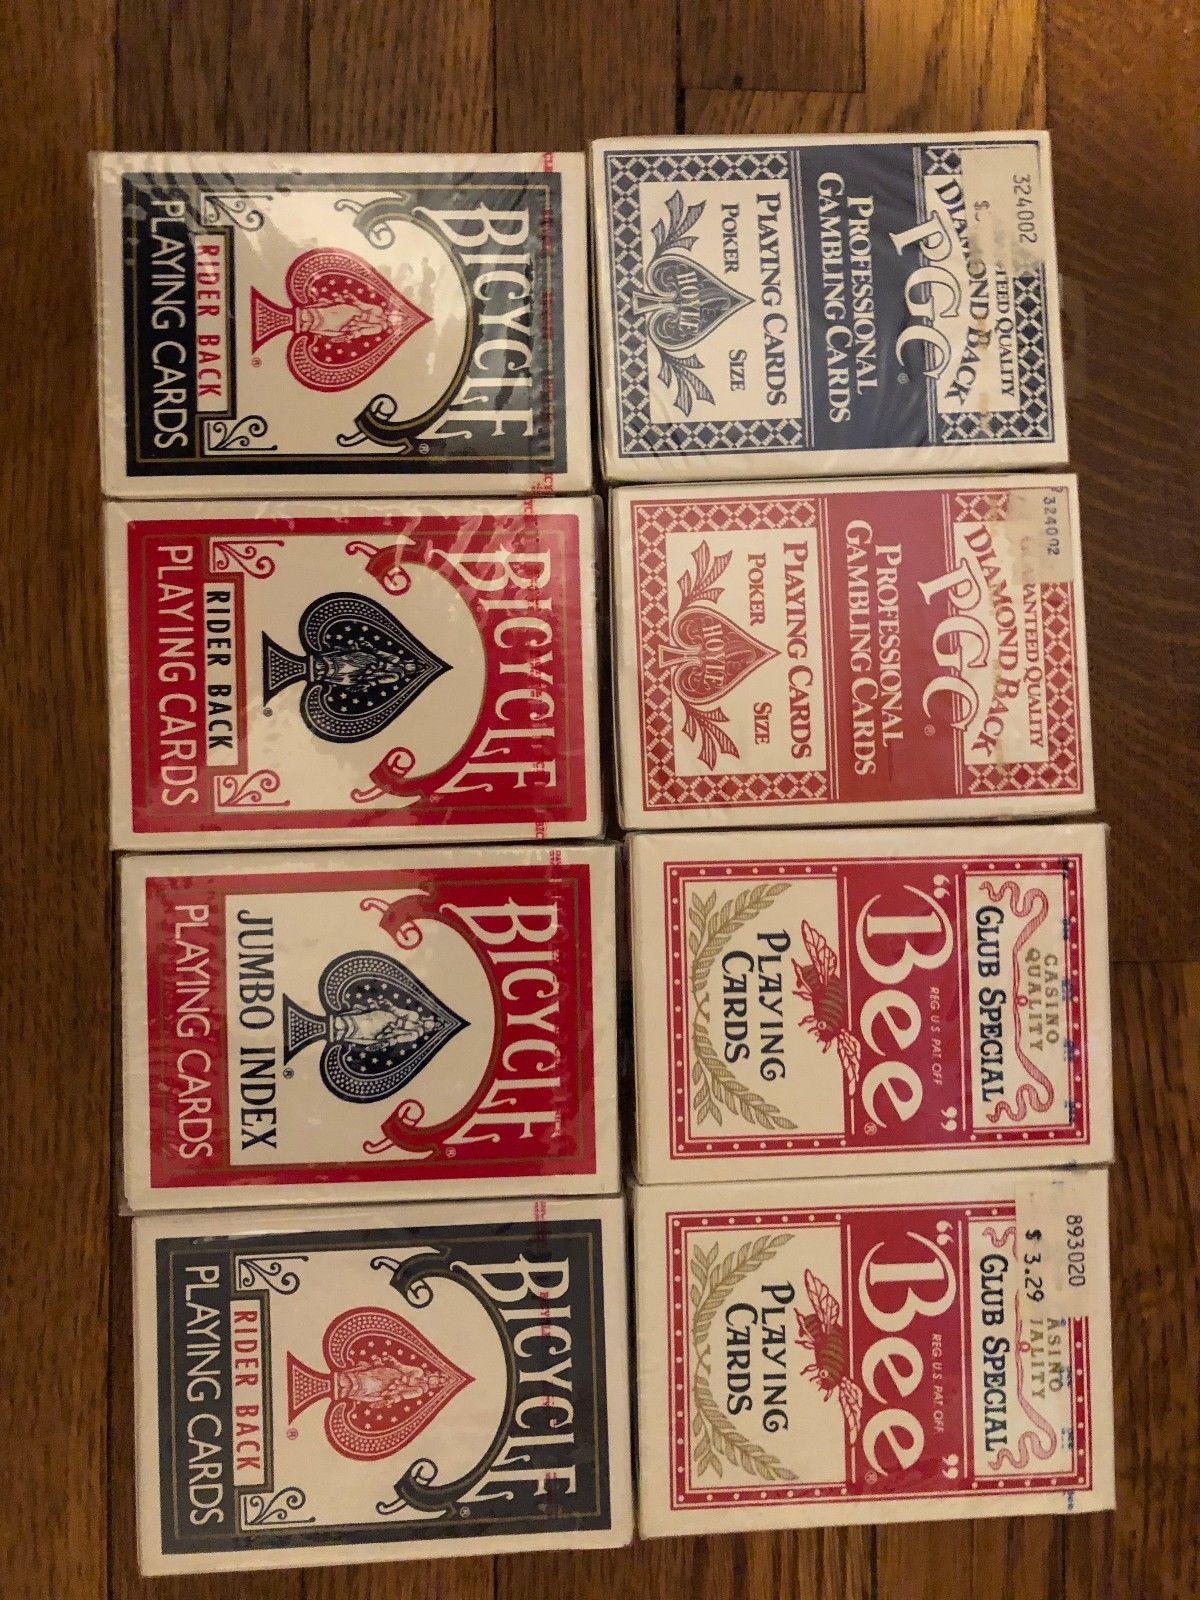 BICYCLE
®
®
RIDER BACK
PLAYING CARDS
BICYCLE
®
RIDER BACK
PLAYING CARDS
BICYCLE
®
®
JUMBO INDEX
PLAYING CARDS
BICYCLE
®
®
RIDER BACK
PLAYING CARDS
324002
$
QUALITY
DIAMOND BACK
PGC®
PROFESSIONAL
GAMBLING CARDS
PLAYING CARDS
POKER SIZE
HOYLE
324002
QUALITY
DIAMOND BACK
PGC®
PROFESSIONAL
GAMBLING CARDS
PLAYING CARDS
POKER SIZE
HOYLE
CASINO
QUALITY
CLUB SPECIAL
REG U.S. PAT. OFF
"Bee"®
PLAYING
CARDS
893020
$ 3.29
CLUB SPECIAL
REG U.S. PAT. OFF
"Bee"®
PLAYING
CARDS